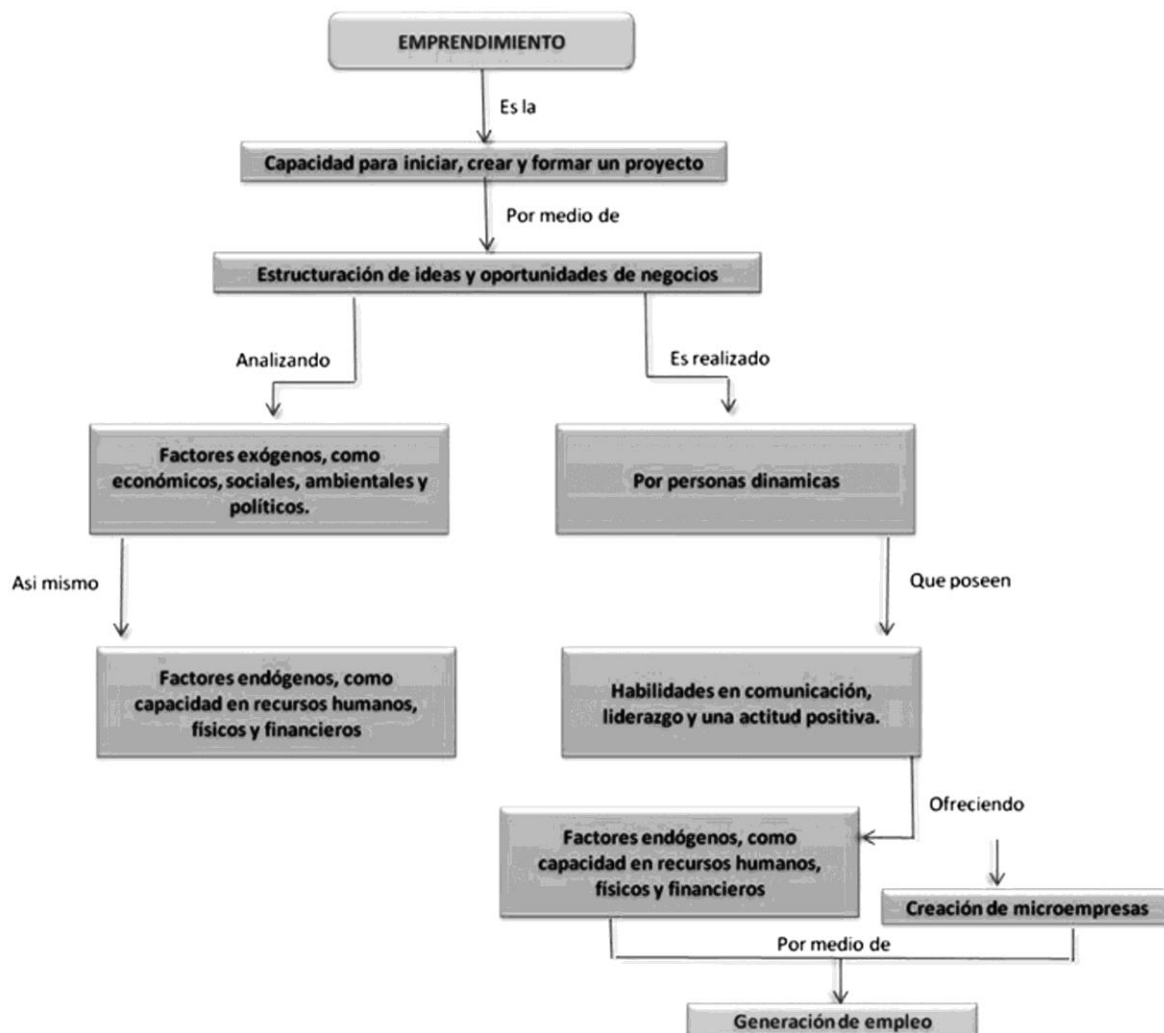 EMPRENDIMIENTO
Es la
Capacidad para iniciar, crear y formar un proyecto
Por medio de
Estructuración de ideas y oportunidades de negocios
Analizando
Es realizado
Factores exógenos, como
económicos, sociales, ambientales y
políticos.
Por personas dinamicas
Asi mismo
Que poseen
Factores endógenos, como
capacidad en recursos humanos,
físicos y financieros
Habilidades en comunicación,
liderazgo y una actitud positiva.
Ofreciendo
Factores endógenos, como
capacidad en recursos humanos,
físicos y financieros
Creación de microempresas
Por medio de
Generación de empleo